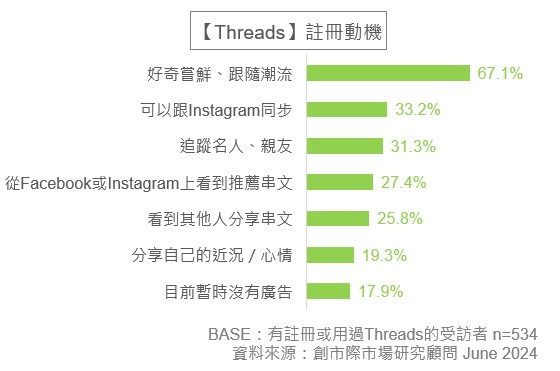 【Threads】註冊動機
好奇嘗鮮、跟隨潮流 67.1%
可以跟Instagram同步 33.2%
追蹤名人、親友 31.3%
從Facebook或Instagram上看到推薦串文 27.4%
看到其他人分享串文 25.8%
分享自己的近況／心情 19.3%
目前暫時沒有廣告 17.9%
BASE：有註冊或用過Threads的受訪者 n=534
資料來源：創市際市場研究顧問 June 2024